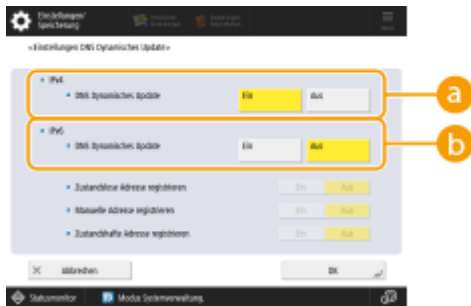 Einstellungen/
Speicherung
<Einstellungen DNS Dynamisches Update>
IPv4
DNS Dynamisches Update
Ein
Aus
a
IPv6
DNS Dynamisches Update
Ein
Aus
b
Zustandslose Adresse registrieren
Ein
Aus
Manuelle Adresse registrieren
Ein
Aus
Zustandshafte Adresse registrieren
Ein
Aus
Abbrechen
OK
Statusmonitor
Modus Systemverwaltung.